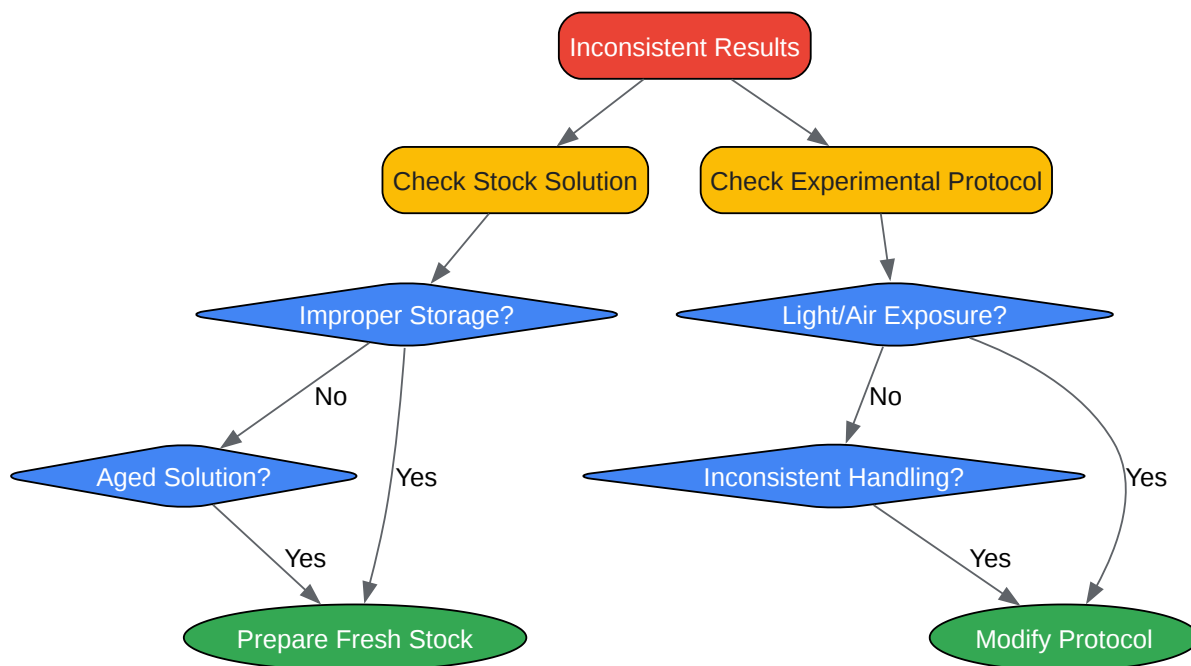 Inconsistent Results
Check Stock Solution
Check Experimental Protocol
Improper Storage?
Light/Air Exposure?
No
No
Aged Solution?
Yes
Inconsistent Handling?
Yes
Yes
Yes
Prepare Fresh Stock
Modify Protocol